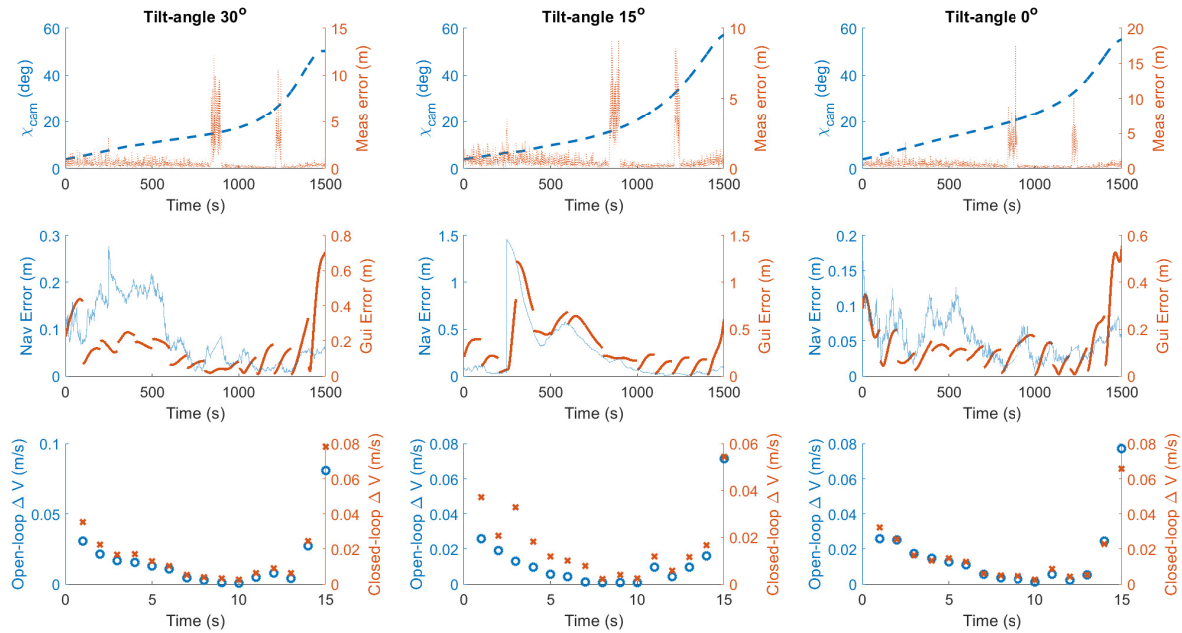 Tilt-angle 30o
Tilt-angle 15o
Tilt-angle 0o
60
40
20
0
χcam (deg)
15
10
5
0
Meas error (m)
0 500 1000 1500
Time (s)
60
40
20
0
χcam (deg)
10
5
0
Meas error (m)
0 500 1000 1500
Time (s)
60
40
20
0
χcam (deg)
20
15
10
5
0
Meas error (m)
0 500 1000 1500
Time (s)
0.3
0.2
0.1
0
Nav Error (m)
0.8
0.6
0.4
0.2
0
Gui Error (m)
0 500 1000 1500
Time (s)
1.5
1
0.5
0
Nav Error (m)
1.5
1
0.5
0
Gui Error (m)
0 500 1000 1500
Time (s)
0.2
0.15
0.1
0.05
0
Nav Error (m)
0.6
0.4
0.2
0
Gui Error (m)
0 500 1000 1500
Time (s)
0.1
0.05
0
Open-loop Δ V (m/s)
0.08
0.06
0.04
0.02
0
Closed-loop Δ V (m/s)
0 5 10 15
Time (s)
0.08
0.06
0.04
0.02
0
Open-loop Δ V (m/s)
0.06
0.04
0.02
0
Closed-loop Δ V (m/s)
0 5 10 15
Time (s)
0.08
0.06
0.04
0.02
0
Open-loop Δ V (m/s)
0.08
0.06
0.04
0.02
0
Closed-loop Δ V (m/s)
0 5 10 15
Time (s)